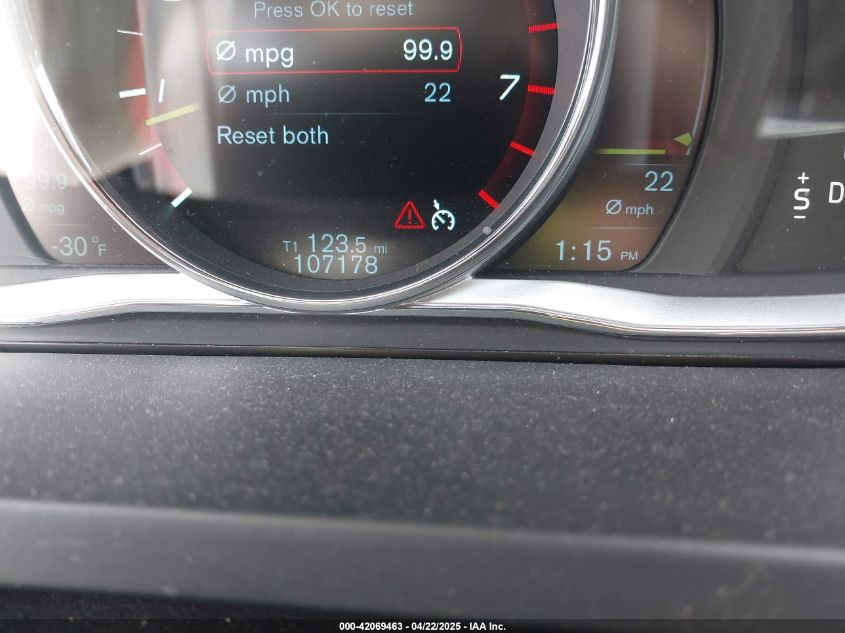 Press OK to reset
Ø mpg 99.9
Ø mph 22
Reset both
7
99.9
Ø mpg
-30°F
T1 123.5 mi
107178
22
Ø mph
1:15 PM
+
S
-
D
000-42069463 - 04/22/2025 - IAA Inc.